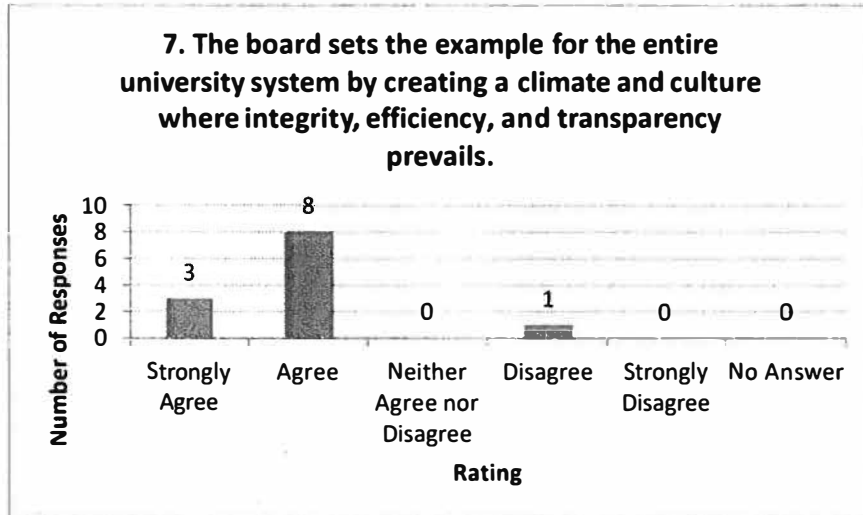 7. The board sets the example for the entire
university system by creating a climate and culture
where integrity, efficiency, and transparency
prevails.
Number of Responses
10
8
6
4
2
0
3
8
0
1
0
0
Strongly Agree
Agree
Neither Agree nor Disagree
Disagree
Strongly Disagree
No Answer
Rating